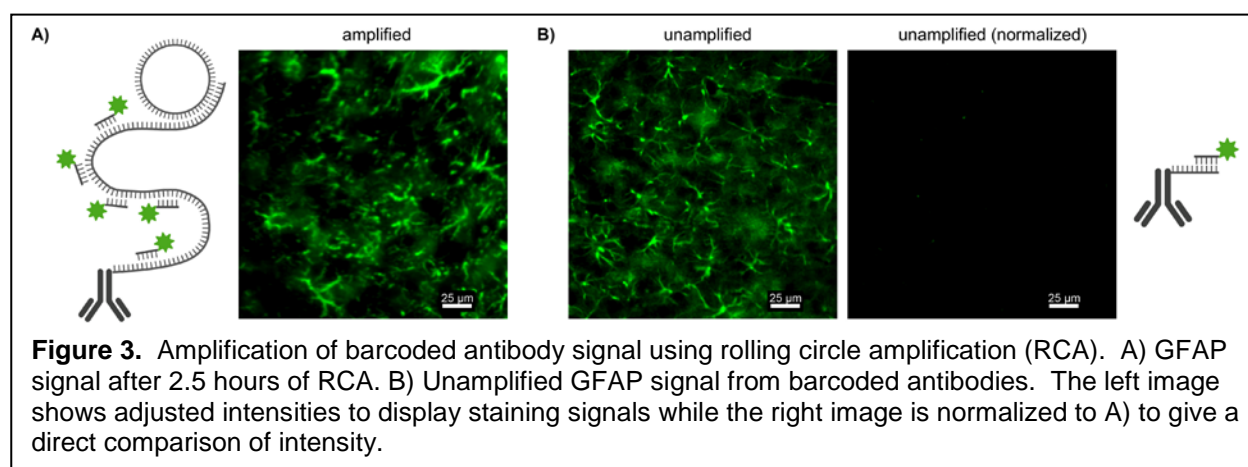 A)
amplified
B)
unamplified
unamplified (normalized)
25 µm
25 µm
25 µm
Figure 3. Amplification of barcoded antibody signal using rolling circle amplification (RCA). A) GFAP
signal after 2.5 hours of RCA. B) Unamplified GFAP signal from barcoded antibodies. The left image
shows adjusted intensities to display staining signals while the right image is normalized to A) to give a
direct comparison of intensity.